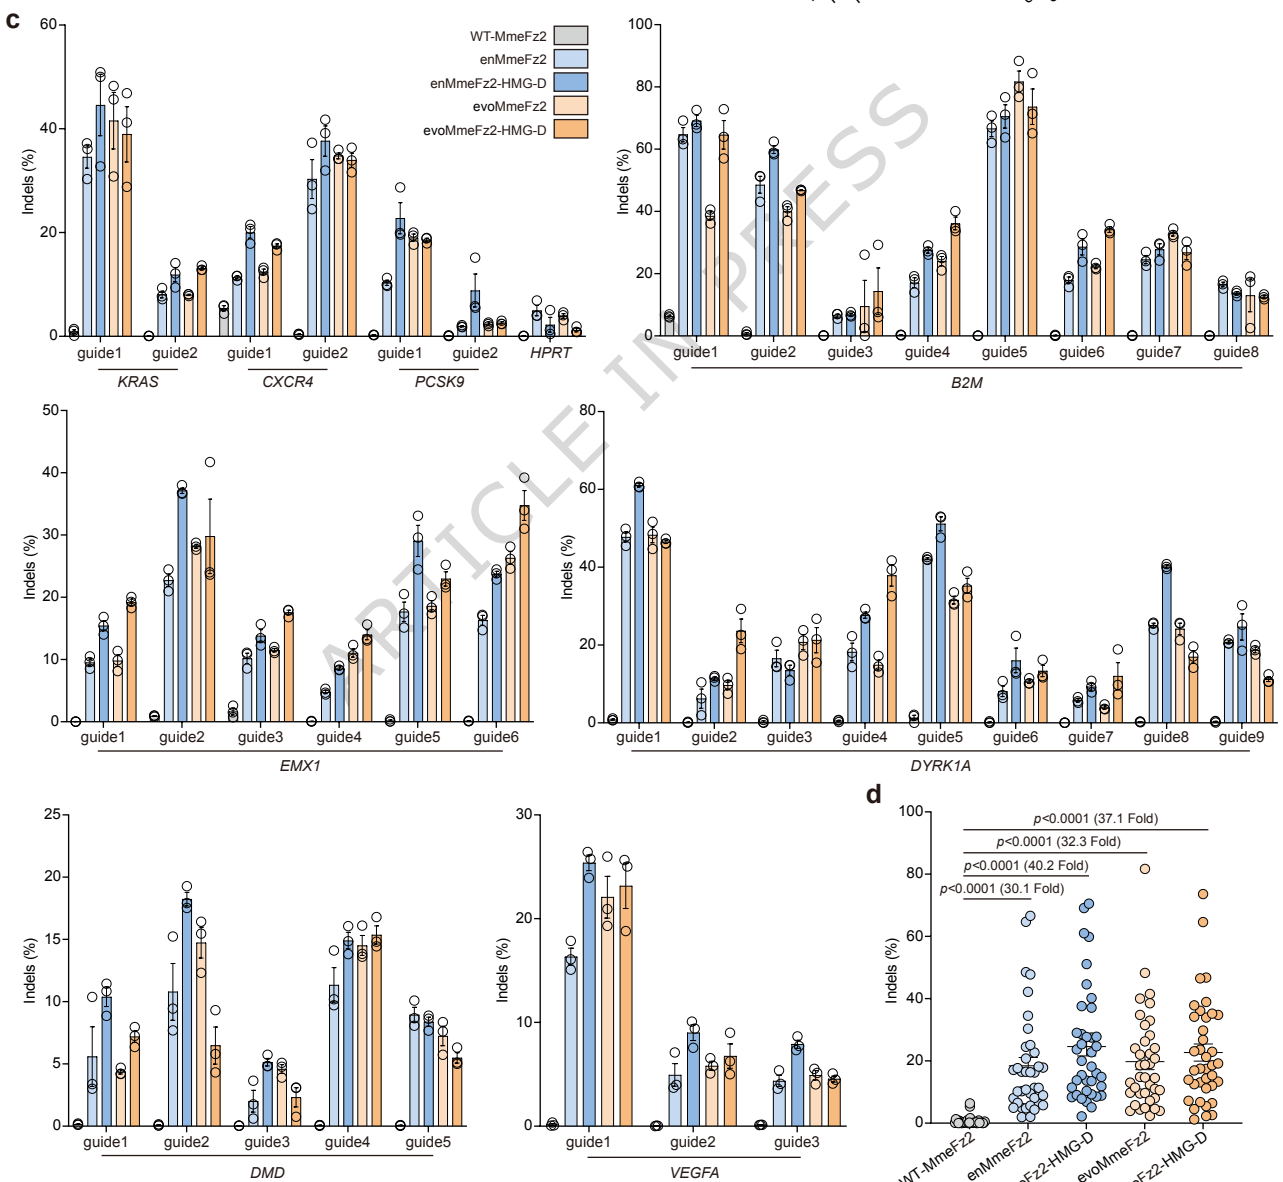 c
60
40
20
0
Indels (%)
WT-MmeFz2
enMmeFz2
enMmeFz2-HMG-D
evoMmeFz2
evoMmeFz2-HMG-D
guide1 guide2 guide1 guide2 guide1 guide2 HPRT
KRAS CXCR4 PCSK9
100
80
60
40
20
0
Indels (%)
guide1 guide2 guide3 guide4 guide5 guide6 guide7 guide8
B2M
ARTICLE IN PRESS
50
40
30
20
10
0
Indels (%)
guide1 guide2 guide3 guide4 guide5 guide6
EMX1
80
60
40
20
0
Indels (%)
guide1 guide2 guide3 guide4 guide5 guide6 guide7 guide8 guide9
DYRK1A
25
20
15
10
5
0
Indels (%)
guide1 guide2 guide3 guide4 guide5
DMD
30
20
10
0
Indels (%)
guide1 guide2 guide3
VEGFA
d
100
80
60
40
20
0
Indels (%)
p<0.0001 (37.1 Fold)
p<0.0001 (32.3 Fold)
p<0.0001 (40.2 Fold)
p<0.0001 (30.1 Fold)
WT-MmeFz2
enMmeFz2
eFz2-HMG-D
evoMmeFz2
eFz2-HMG-D